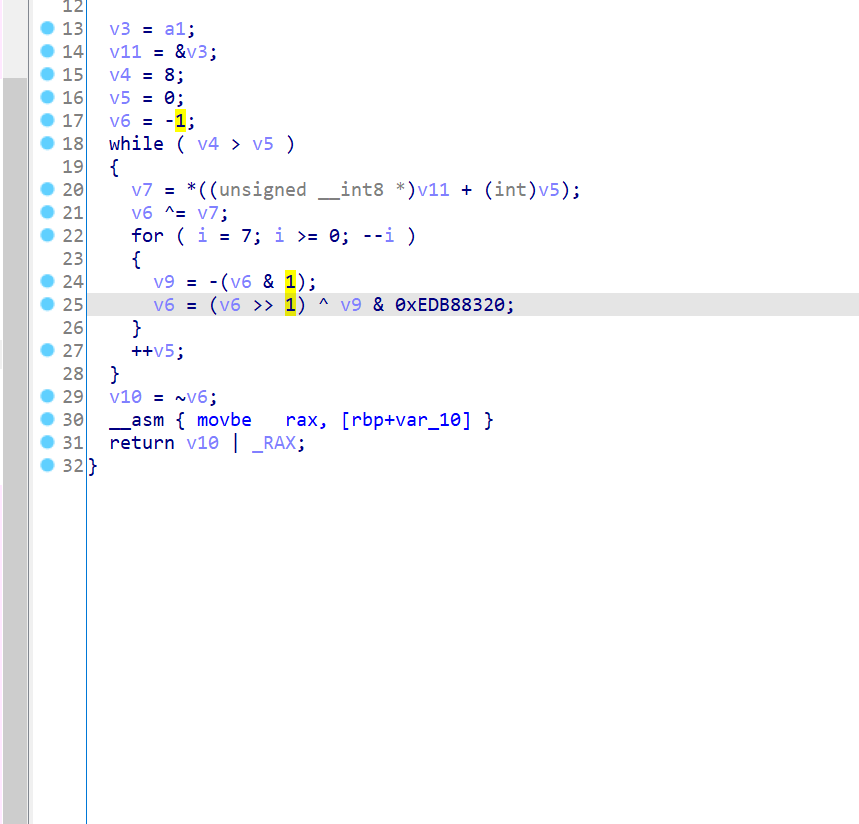 12
13 v3 = a1;
14 v11 = &v3;
15 v4 = 8;
16 v5 = 0;
17 v6 = -1;
18 while ( v4 > v5 )
19 {
20 v7 = *((unsigned __int8 *)v11 + (int)v5);
21 v6 ^= v7;
22 for ( i = 7; i >= 0; --i )
23 {
24 v9 = -(v6 & 1);
25 v6 = (v6 >> 1) ^ v9 & 0xEDB88320;
26 }
27 ++v5;
28 }
29 v10 = ~v6;
30 __asm { movbe   rax, [rbp+var_10] }
31 return v10 | _RAX;
32 }